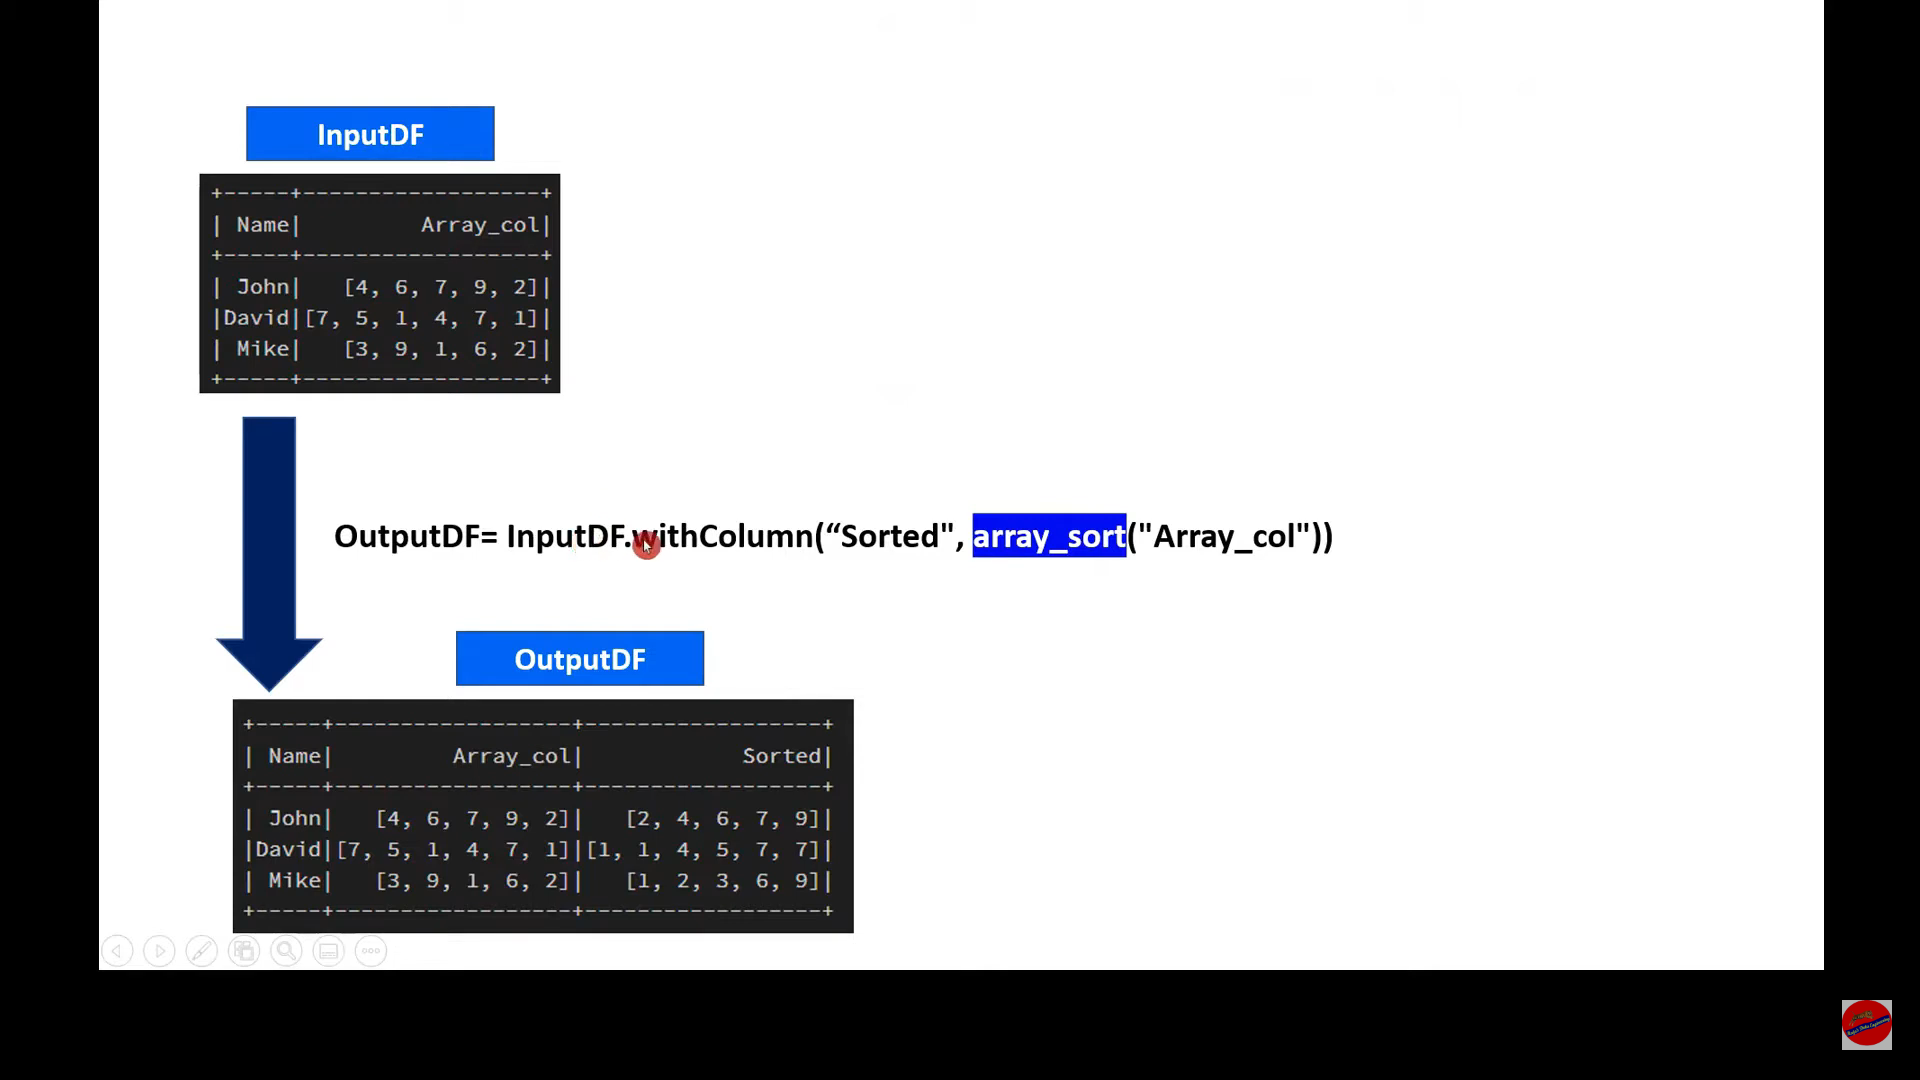 InputDF
+-----+------------------+
| Name|         Array_col|
+-----+------------------+
| John|   [4, 6, 7, 9, 2]|
|David|[7, 5, 1, 4, 7, 1]|
| Mike|   [3, 9, 1, 6, 2]|
+-----+------------------+
OutputDF= InputDF.withColumn(“Sorted", array_sort("Array_col"))
OutputDF
+-----+------------------+------------------+
| Name|         Array_col|            Sorted|
+-----+------------------+------------------+
| John|   [4, 6, 7, 9, 2]|   [2, 4, 6, 7, 9]|
|David|[7, 5, 1, 4, 7, 1]|[1, 1, 4, 5, 7, 7]|
| Mike|   [3, 9, 1, 6, 2]|   [1, 2, 3, 6, 9]|
+-----+------------------+------------------+